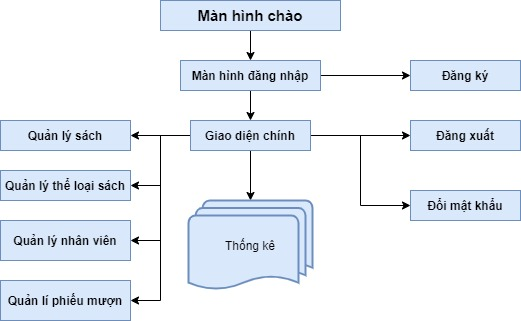 Màn hình chào
Màn hình đăng nhập
Đăng ký
Quản lý sách
Giao diện chính
Đăng xuất
Quản lý thể loại sách
Đổi mật khẩu
Quản lý nhân viên
Thống kê
Quản lí phiếu mượn